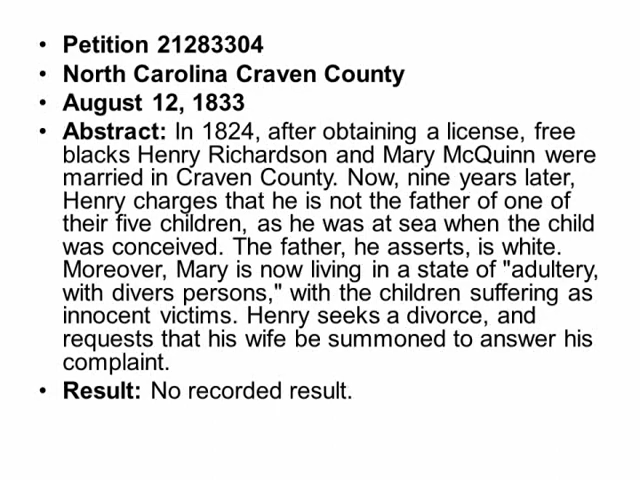 • Petition 21283304
• North Carolina Craven County
• August 12, 1833
• Abstract: In 1824, after obtaining a license, free
blacks Henry Richardson and Mary McQuinn were
married in Craven County. Now, nine years later,
Henry charges that he is not the father of one of
their five children, as he was at sea when the child
was conceived. The father, he asserts, is white.
Moreover, Mary is now living in a state of "adultery,
with divers persons," with the children suffering as
innocent victims. Henry seeks a divorce, and
requests that his wife be summoned to answer his
complaint.
• Result: No recorded result.